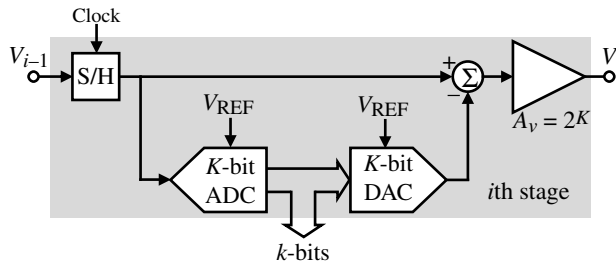 Clock
V_{i−1}
S/H
+
Σ
−
V
A_v = 2^K
V_REF
V_REF
K-bit
ADC
K-bit
DAC
ith stage
k-bits